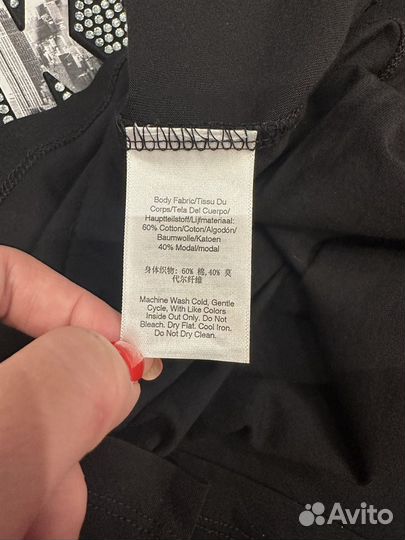 Body Fabric/Tissu Du
Corps/Tela Del Cuerpo/
Hauptteilstoff/Lijfmateriaal:
60% Cotton/Coton/Algodón/
Baumwolle/Katoen
40% Modal/modal
身体织物: 60% 棉,40% 莫
代尔纤维
Machine Wash Cold, Gentle
Cycle, With Like Colors
Inside Out Only. Do Not
Bleach. Dry Flat. Cool Iron.
Do Not Dry Clean.
Avito